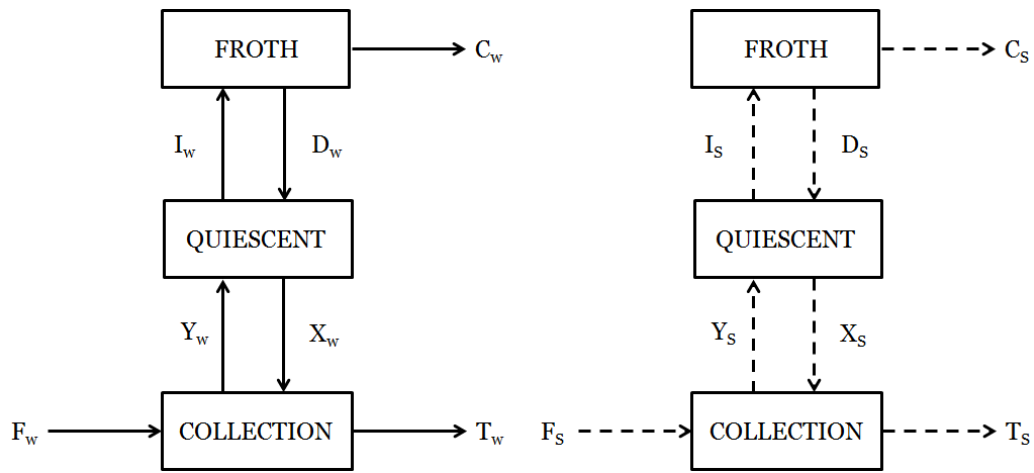 FROTH
C_w
I_w
D_w
QUIESCENT
Y_w
X_w
F_w
COLLECTION
T_w
FROTH
C_S
I_S
D_S
QUIESCENT
Y_S
X_S
F_S
COLLECTION
T_S